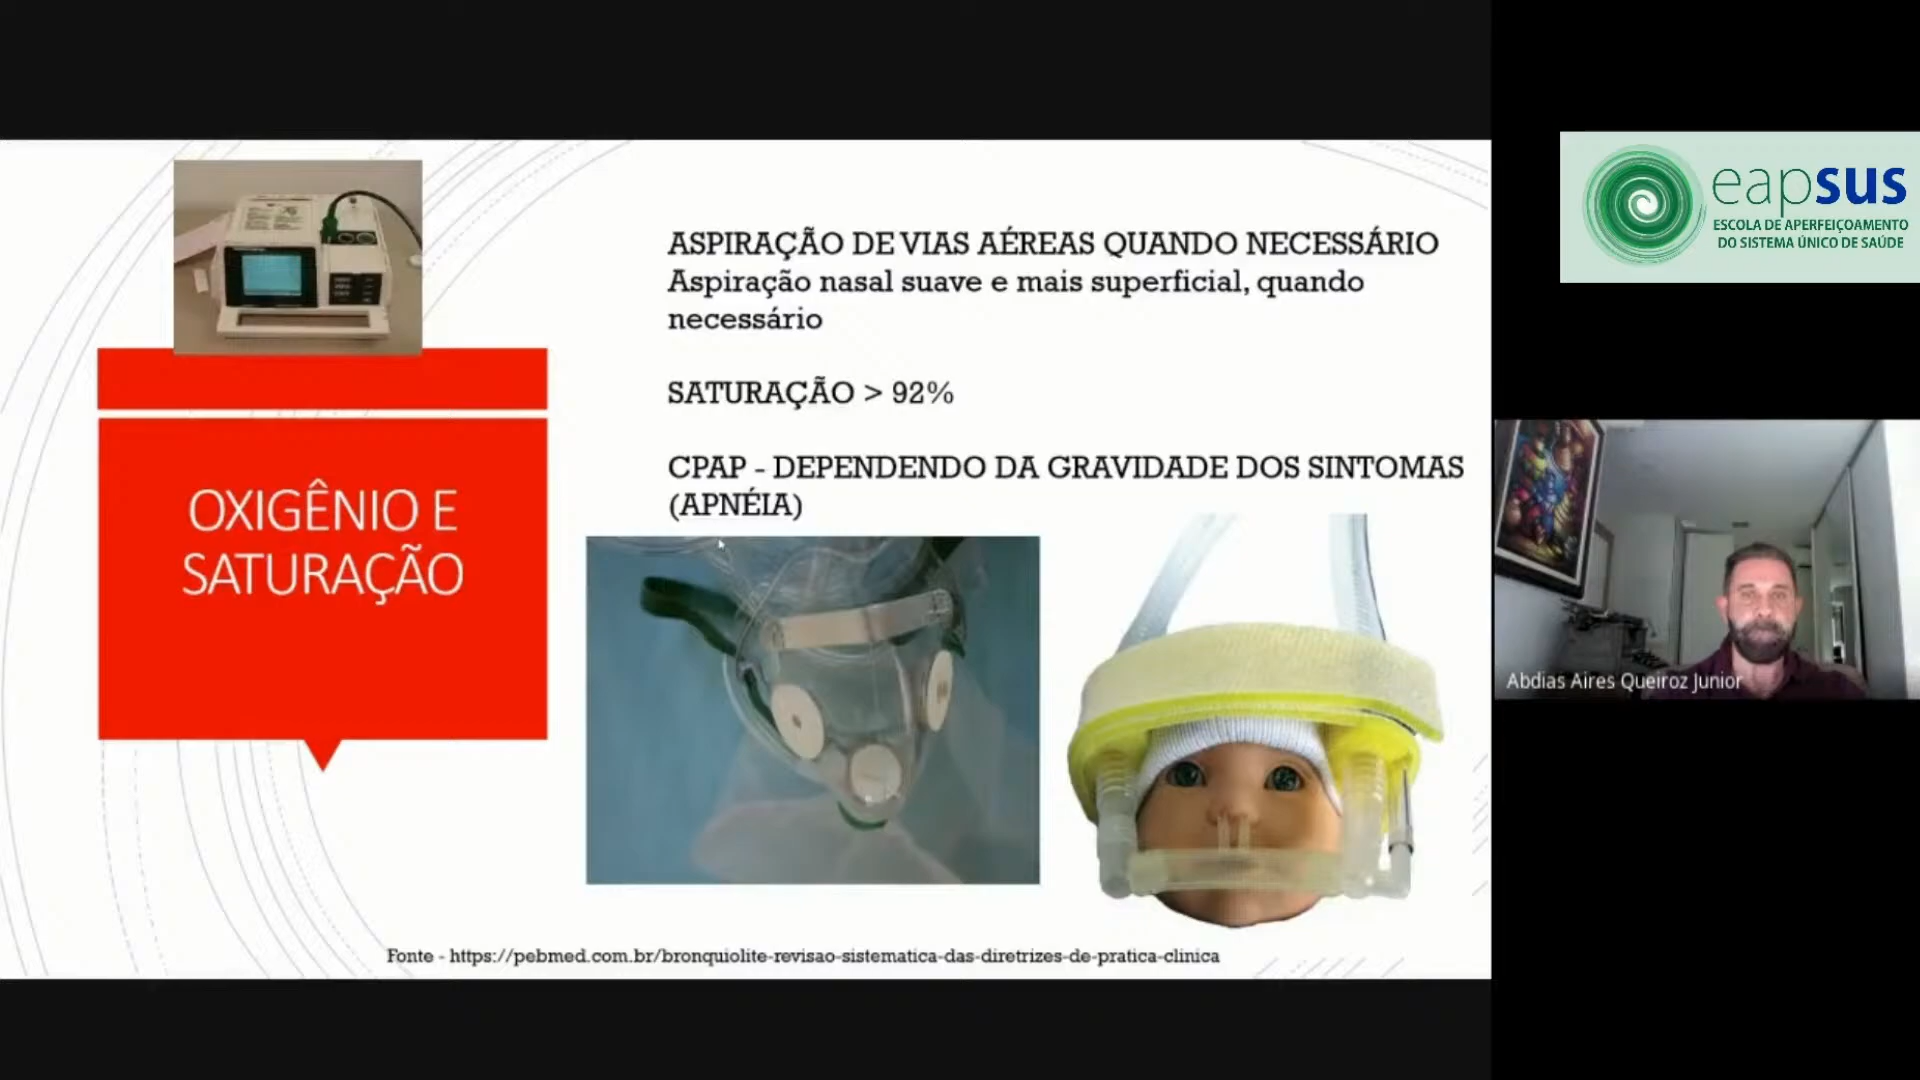 ASPIRAÇÃO DE VIAS AÉREAS QUANDO NECESSÁRIO
Aspiração nasal suave e mais superficial, quando
necessário
SATURAÇÃO > 92%
CPAP - DEPENDENDO DA GRAVIDADE DOS SINTOMAS
(APNÉIA)
OXIGÊNIO E
SATURAÇÃO
Fonte - https://pebmed.com.br/bronquiolite-revisao-sistematica-das-diretrizes-de-pratica-clinica
eapsus
ESCOLA DE APERFEIÇOAMENTO
DO SISTEMA ÚNICO DE SAÚDE
Abdias Aires Queiroz Junior